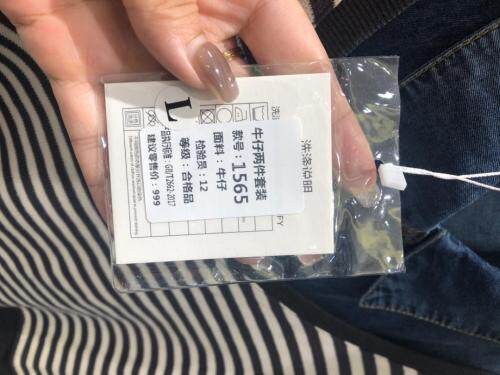 洗涤说明
牛仔两件套装
款号：1565
面料：牛仔
检验员：12
等级：合格品
产品执行标准：GB/T2662-2017
建议零售价：999
L